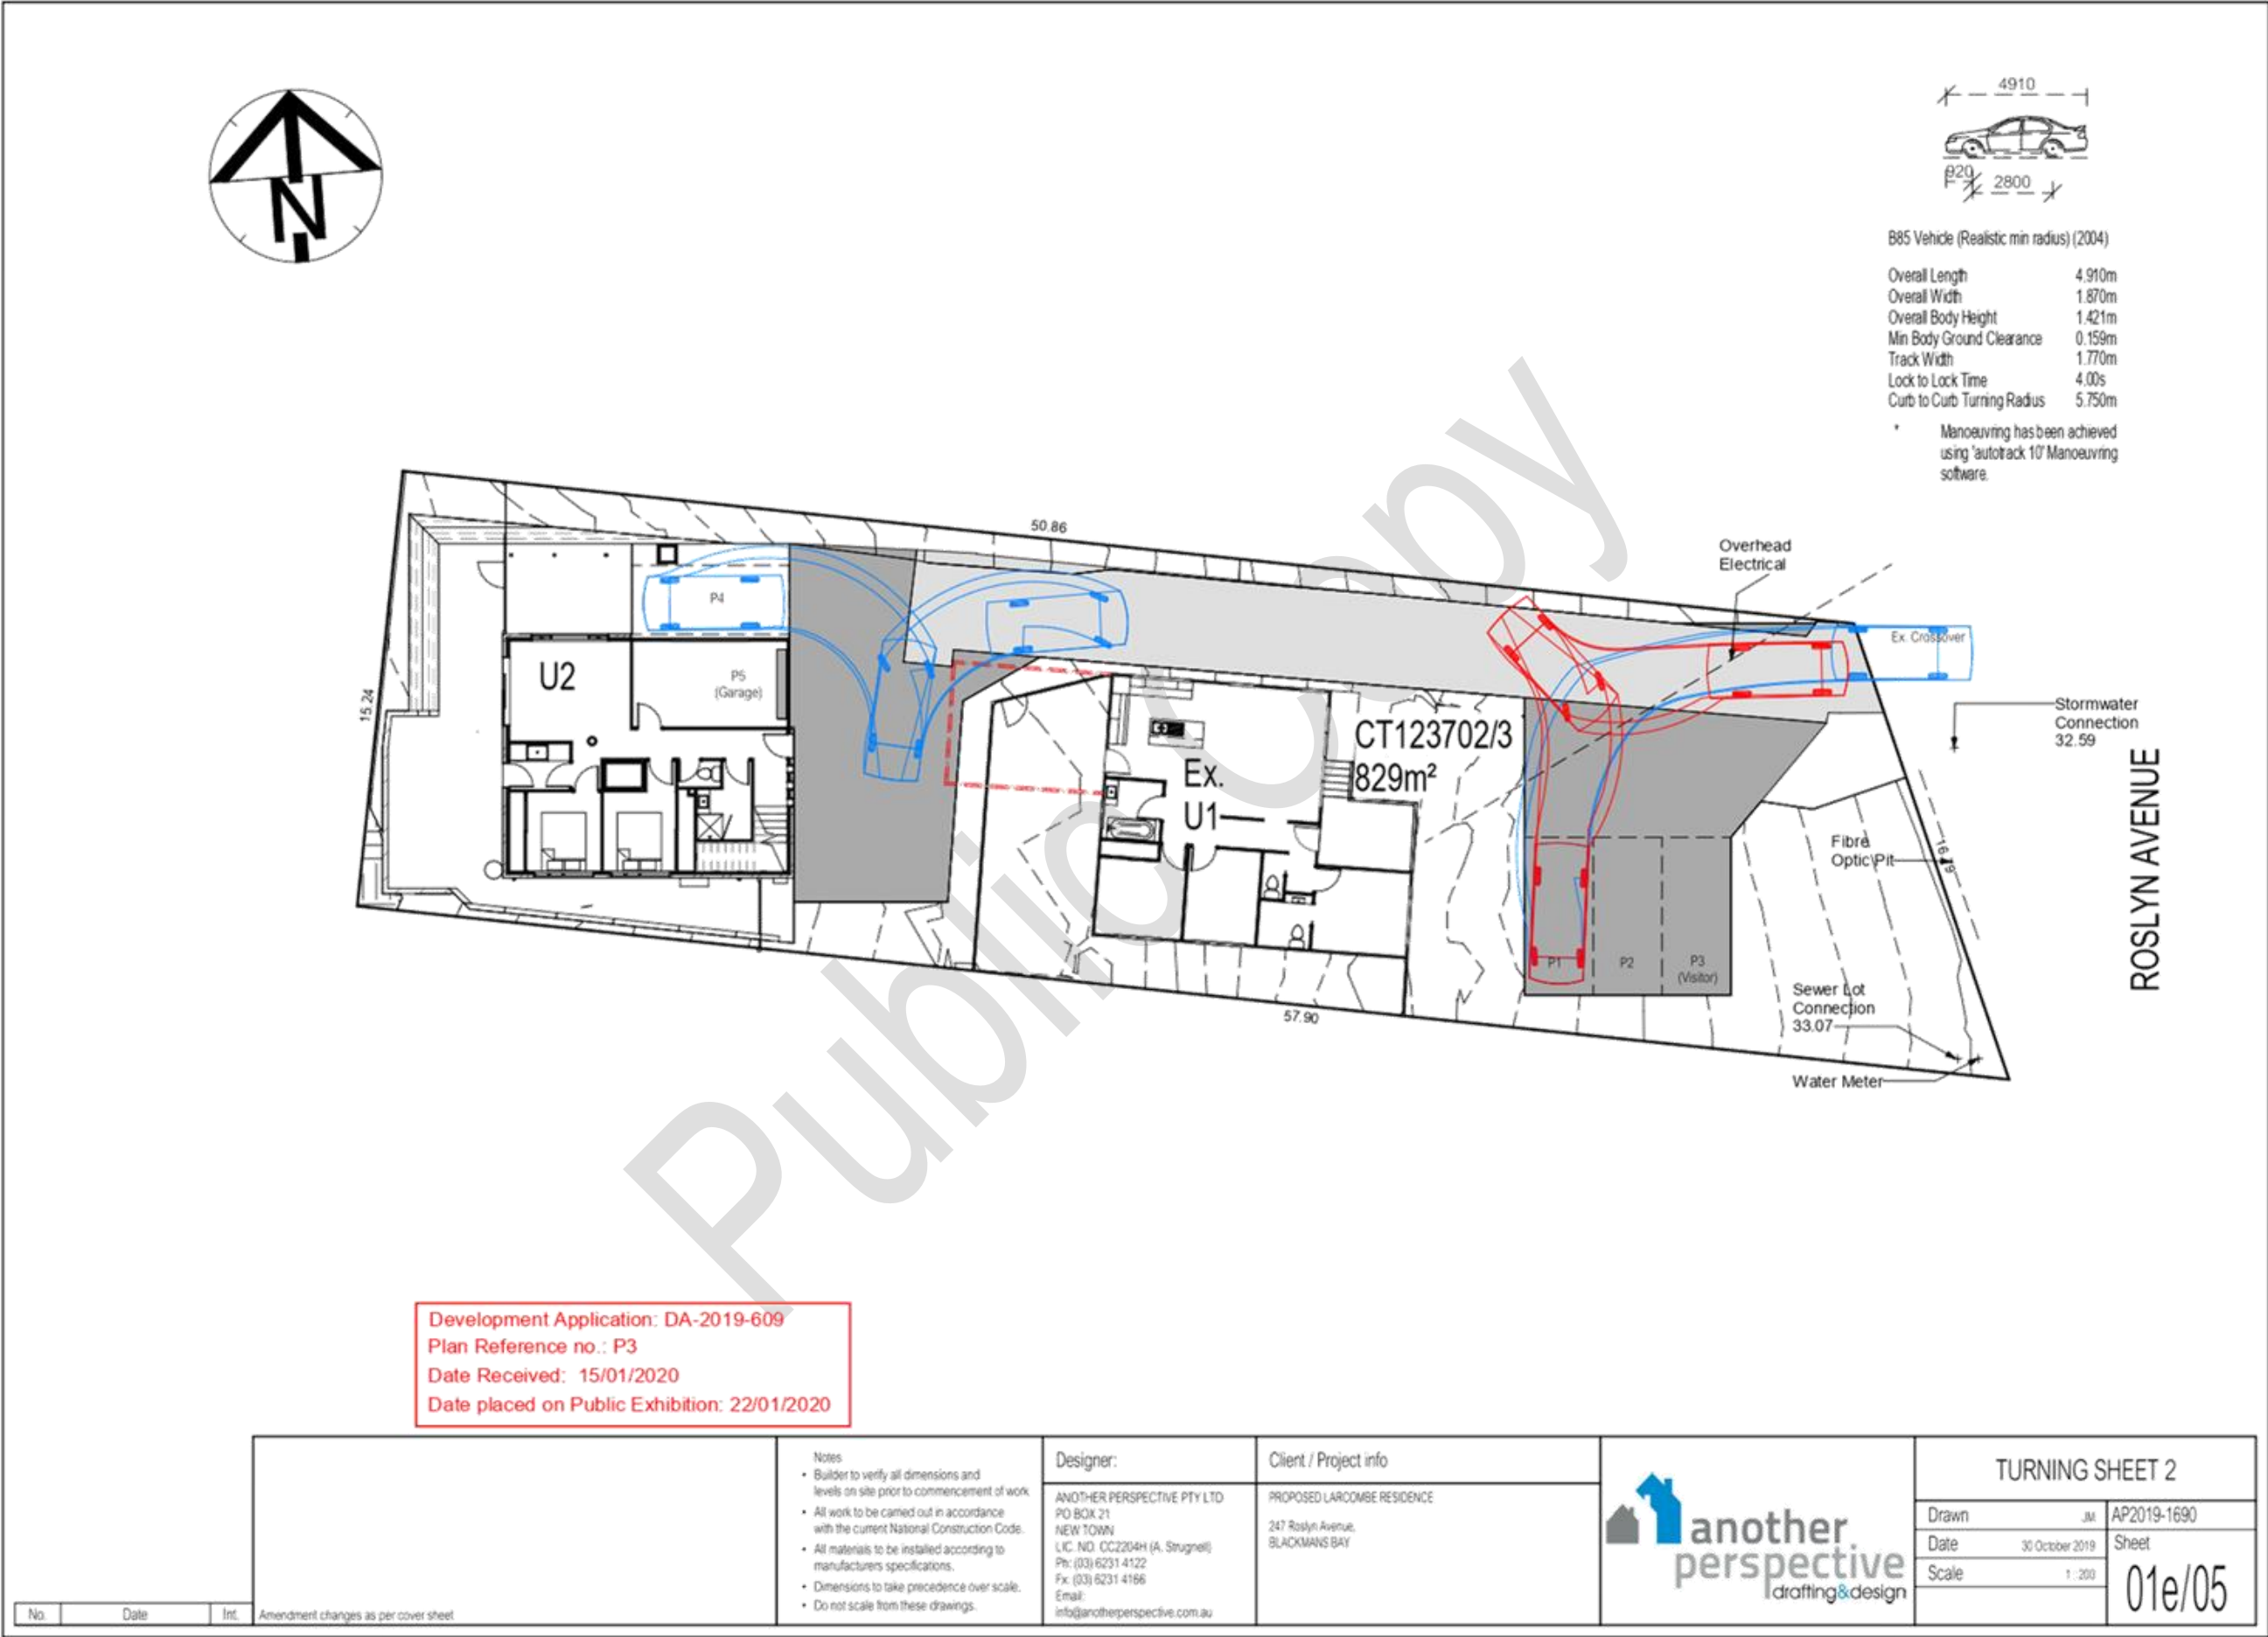 N
4910
920
2800
B85 Vehicle (Realistic min radius) (2004)
Overall Length 4.910m
Overall Width 1.870m
Overall Body Height 1.421m
Min Body Ground Clearance 0.159m
Track Width 1.770m
Lock to Lock Time 4.00s
Curb to Curb Turning Radius 5.750m
* Manoeuvring has been achieved
using 'autotrack 10' Manoeuvring
software.
50.86
Overhead
Electrical
Ex. Crossover
P4
U2
P5
(Garage)
15.24
Stormwater
Connection
32.59
ROSLYN AVENUE
CT123702/3
829m²
Ex.
U1
Fibre
Optic Pit
16.79
P1
P2
P3
(Visitor)
Sewer Lot
Connection
33.07
57.90
Water Meter
Public Copy
Development Application: DA-2019-609
Plan Reference no.: P3
Date Received: 15/01/2020
Date placed on Public Exhibition: 22/01/2020
No.
Date
Int.
Amendment changes as per cover sheet
Notes
• Builder to verify all dimensions and
levels on site prior to commencement of work
• All work to be carried out in accordance
with the current National Construction Code.
• All materials to be installed according to
manufacturers specifications.
• Dimensions to take precedence over scale.
• Do not scale from these drawings.
Designer:
ANOTHER PERSPECTIVE PTY LTD
PO BOX 21
NEW TOWN
LIC. NO. CC2204H (A. Strugnell)
Ph: (03) 6231 4122
Fx: (03) 6231 4166
Email:
info@anotherperspective.com.au
Client / Project info
PROPOSED LARCOMBE RESIDENCE
247 Roslyn Avenue,
BLACKMANS BAY
another
perspective
drafting&design
TURNING SHEET 2
Drawn JM
AP2019-1690
Date 30 October 2019
Sheet
Scale 1 : 200
01e/05